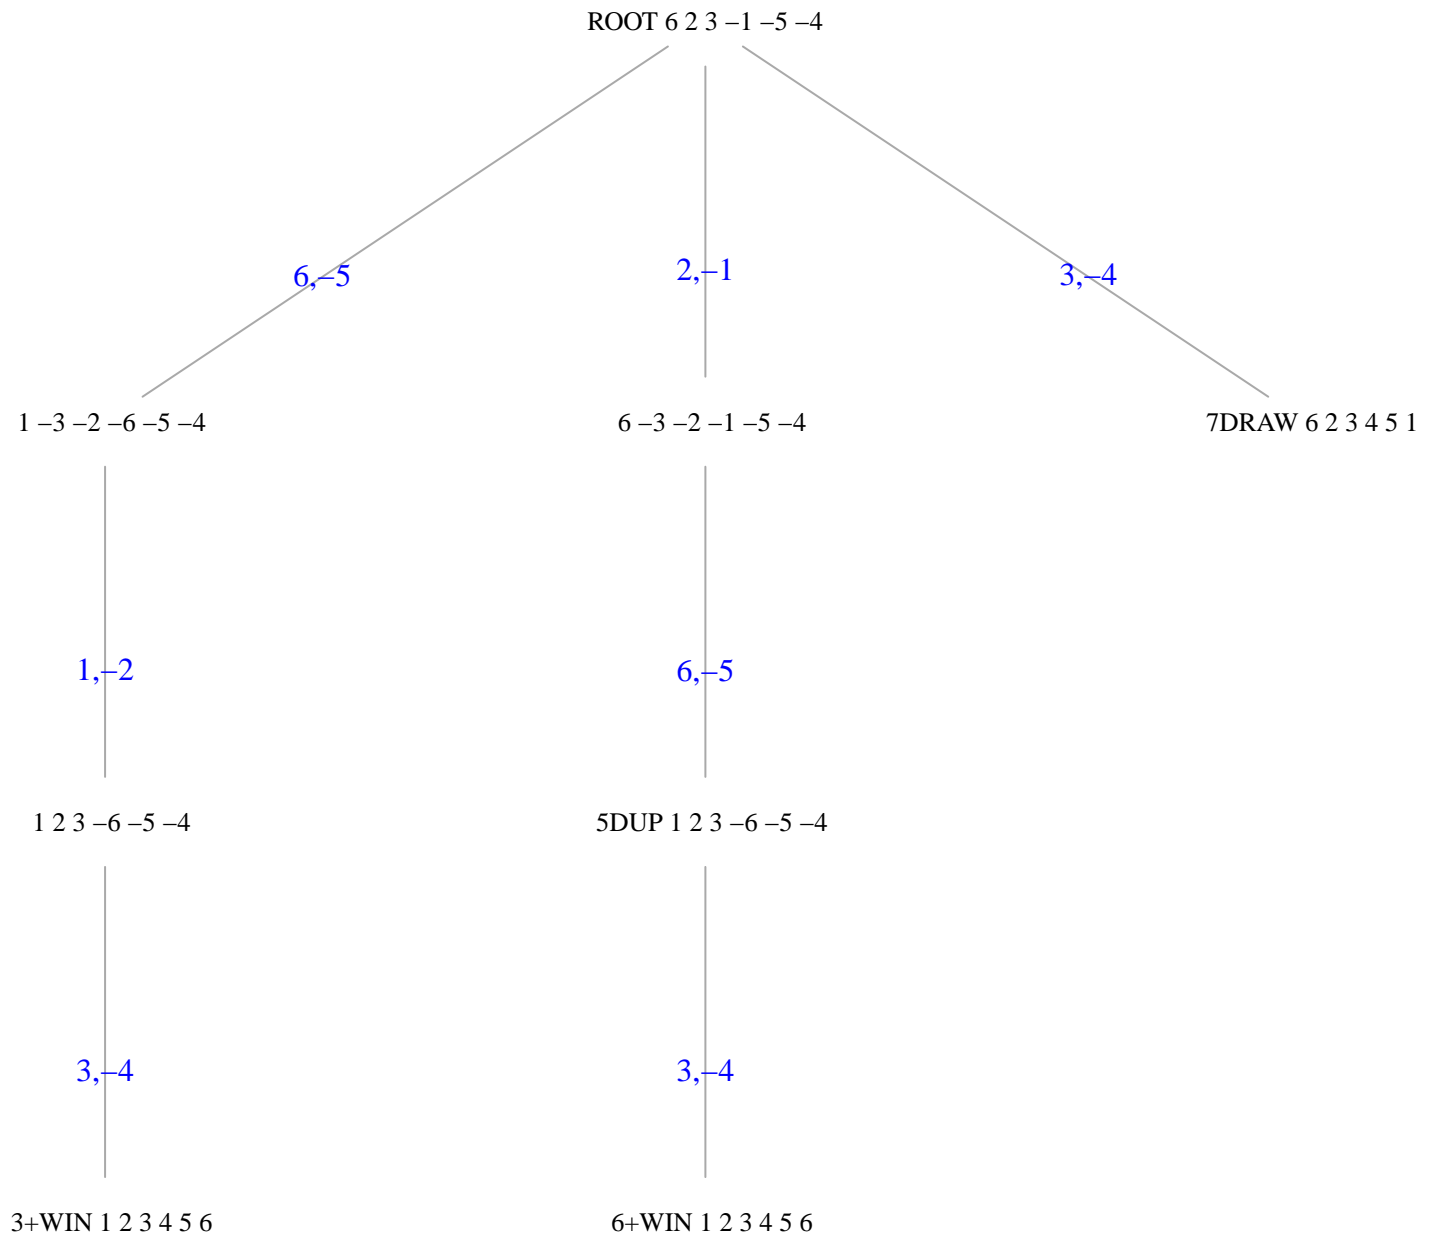 ROOT 6 2 3 –1 –5 –4
6,–5
2,–1
3,–4
1 –3 –2 –6 –5 –4
6 –3 –2 –1 –5 –4
7DRAW 6 2 3 4 5 1
1,–2
6,–5
1 2 3 –6 –5 –4
5DUP 1 2 3 –6 –5 –4
3,–4
3,–4
3+WIN 1 2 3 4 5 6
6+WIN 1 2 3 4 5 6